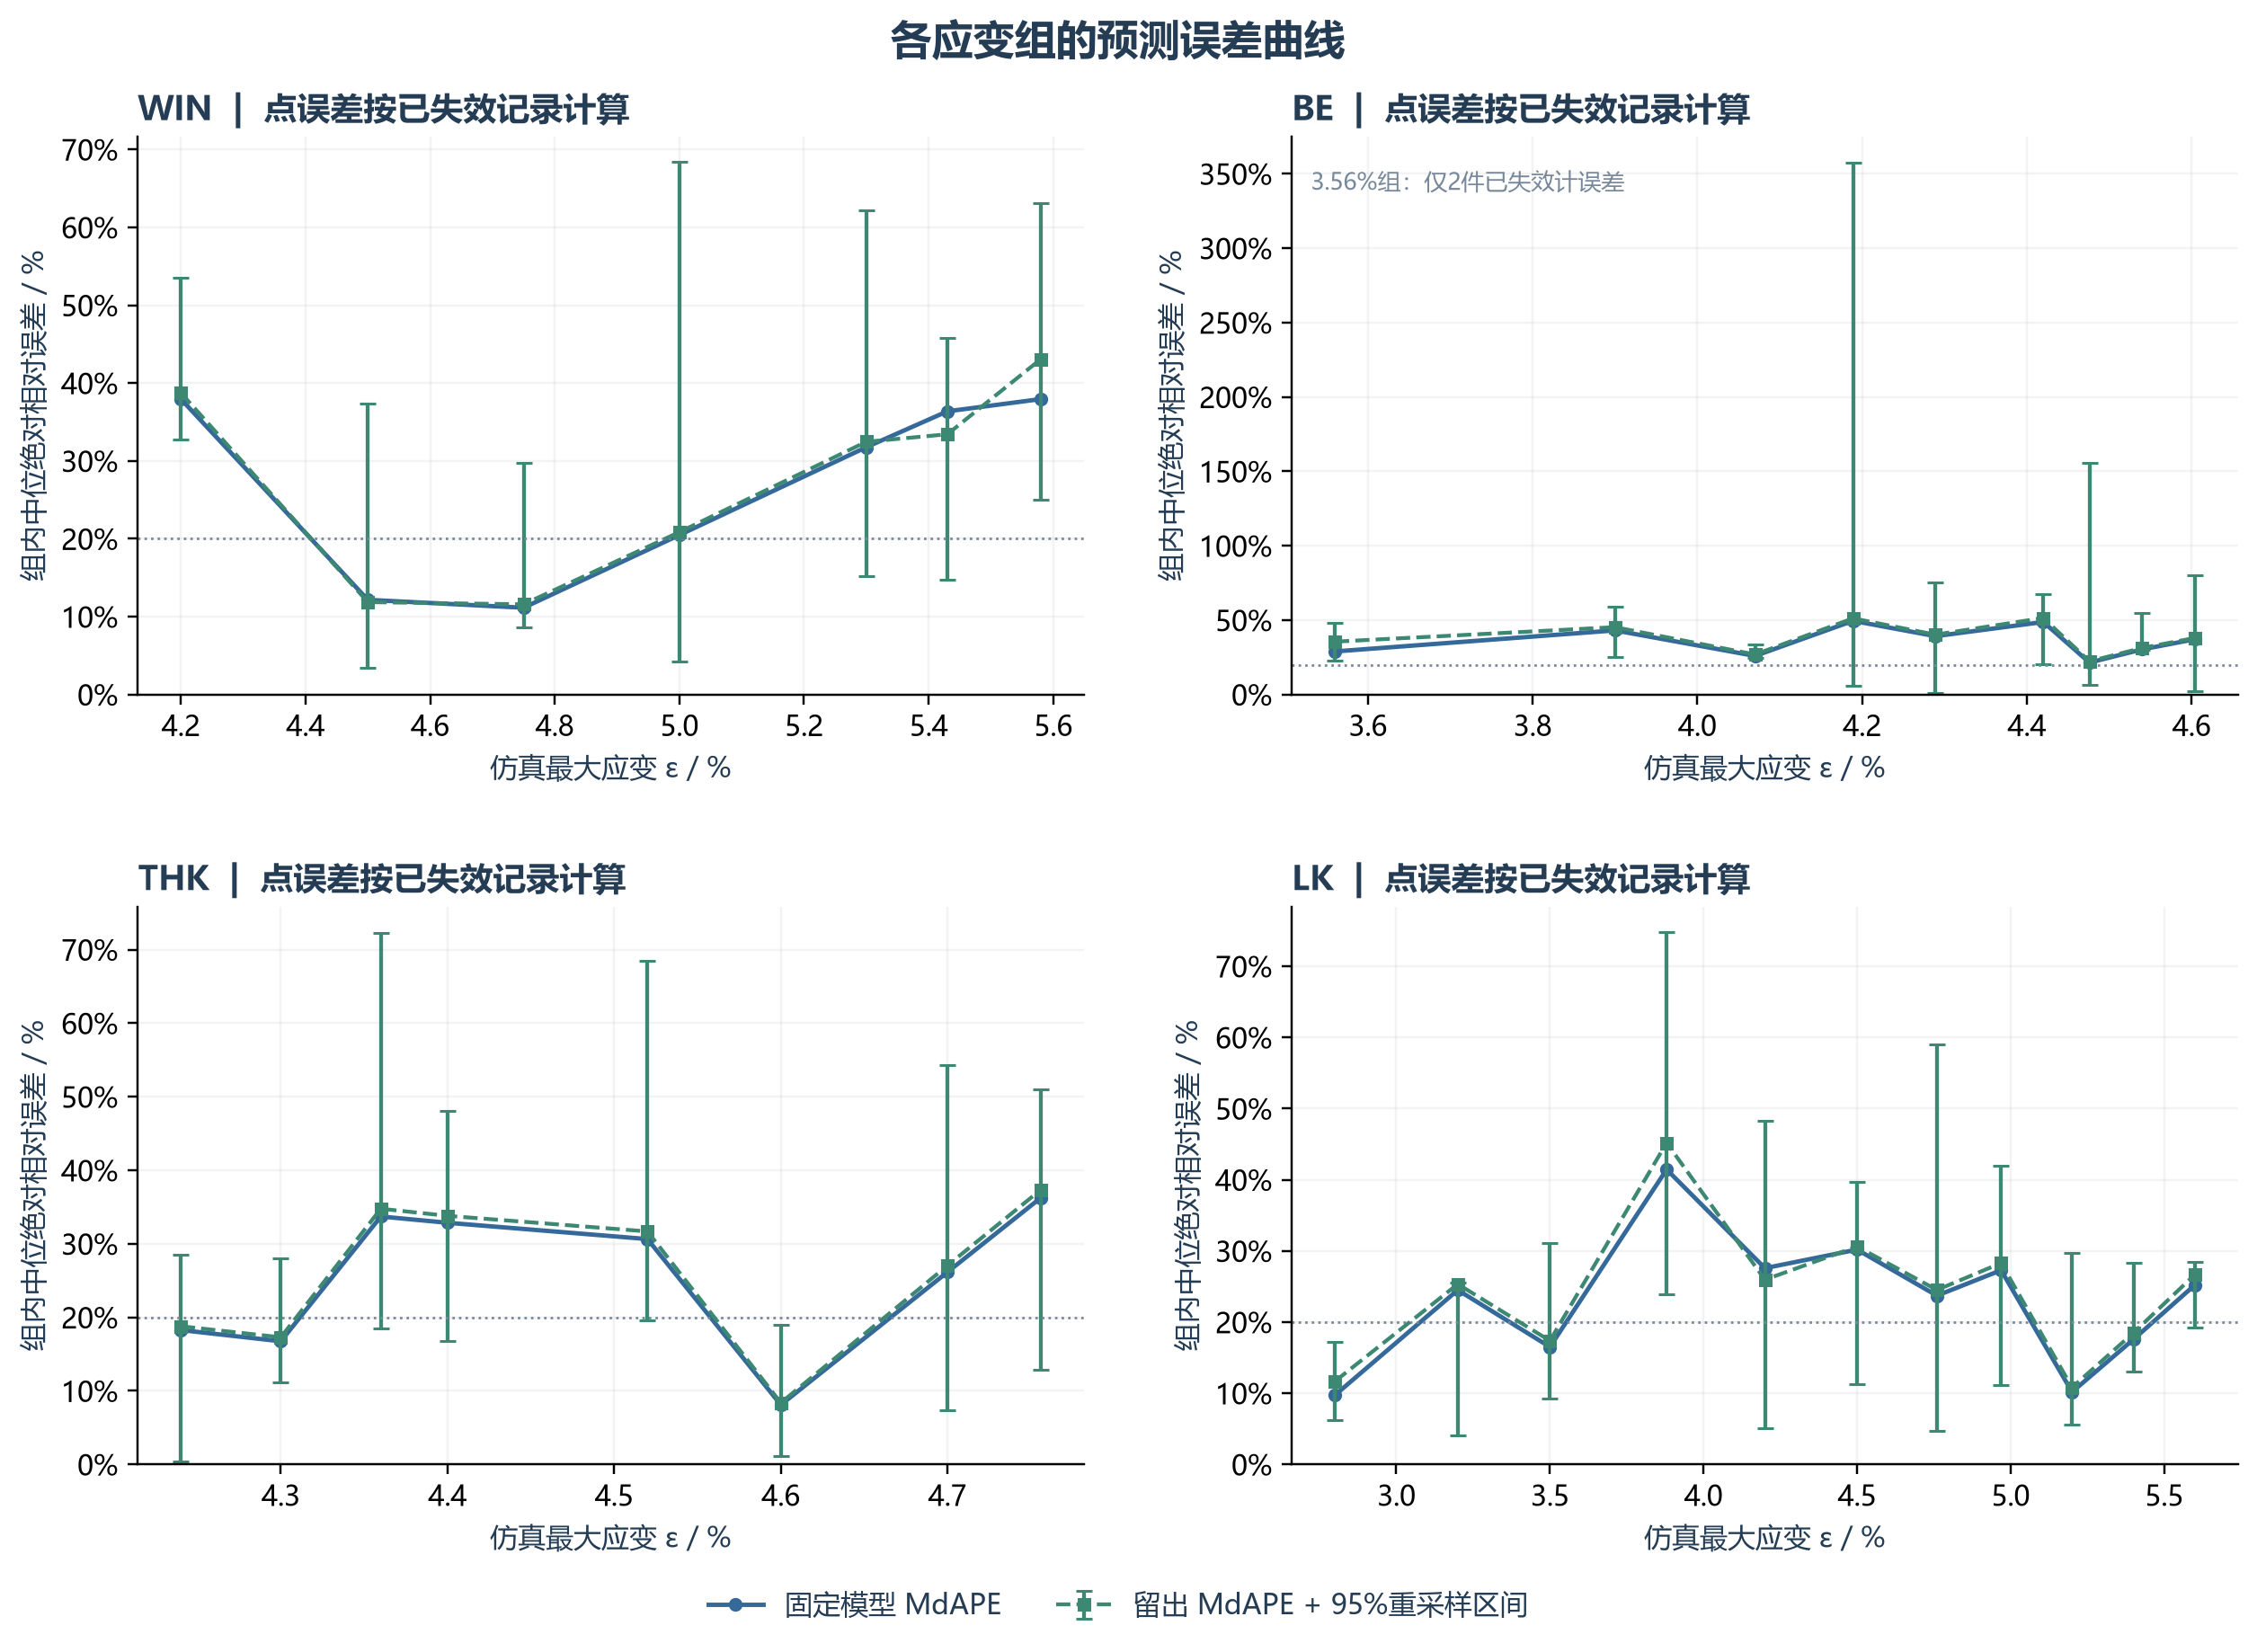 各应变组的预测误差曲线
WIN | 点误差按已失效记录计算
组内中位绝对相对误差 / %
70%
60%
50%
40%
30%
20%
10%
0%
4.2 4.4 4.6 4.8 5.0 5.2 5.4 5.6
仿真最大应变 ε / %
BE | 点误差按已失效记录计算
3.56%组：仅2件已失效计误差
组内中位绝对相对误差 / %
350%
300%
250%
200%
150%
100%
50%
0%
3.6 3.8 4.0 4.2 4.4 4.6
仿真最大应变 ε / %
THK | 点误差按已失效记录计算
组内中位绝对相对误差 / %
70%
60%
50%
40%
30%
20%
10%
0%
4.3 4.4 4.5 4.6 4.7
仿真最大应变 ε / %
LK | 点误差按已失效记录计算
组内中位绝对相对误差 / %
70%
60%
50%
40%
30%
20%
10%
0%
3.0 3.5 4.0 4.5 5.0 5.5
仿真最大应变 ε / %
固定模型 MdAPE
留出 MdAPE + 95%重采样区间